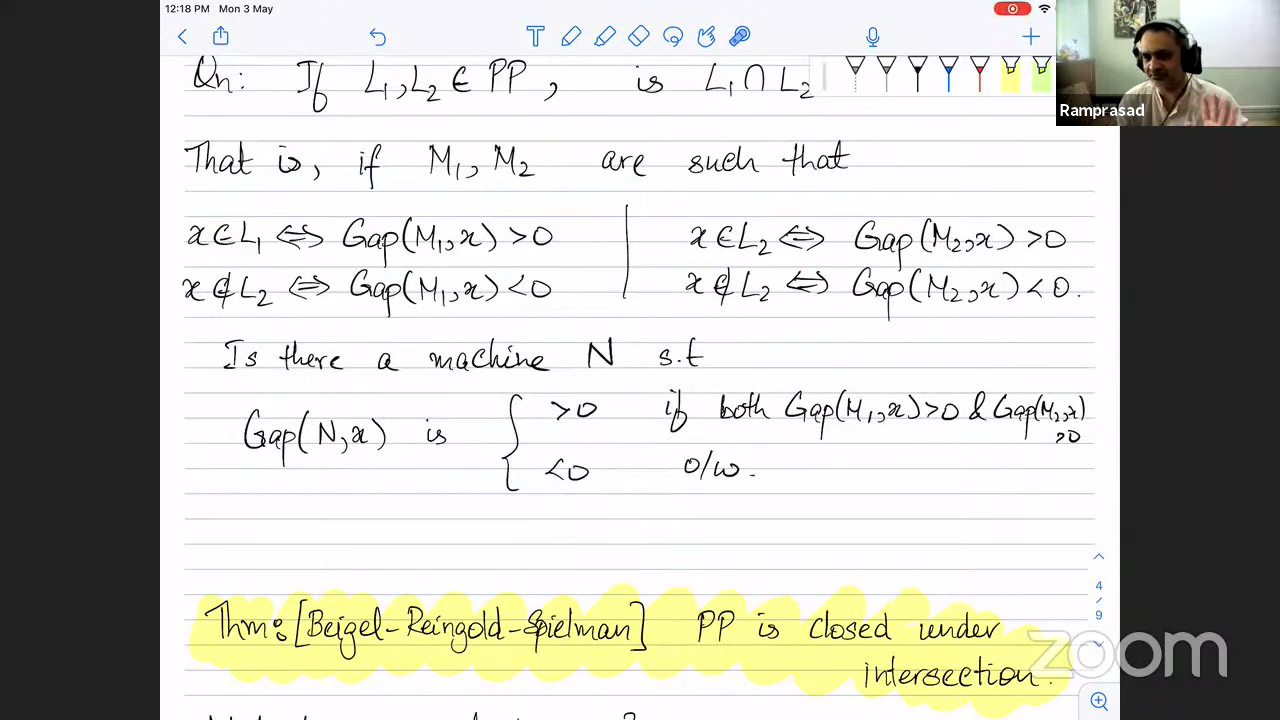 12:18 PM Mon 3 May
Ramprasad
Qn: If L₁, L₂ ∈ PP, is L₁ ∩ L₂
That is, if M₁, M₂ are such that
x ∈ L₁ ⇔ Gap(M₁, x) > 0 | x ∈ L₂ ⇔ Gap(M₂, x) > 0
x ∉ L₂ ⇔ Gap(M₁, x) < 0 | x ∉ L₂ ⇔ Gap(M₂, x) < 0.
Is there a machine N s.t
Gap(N, x) is { >0 if both Gap(M₁, x) > 0 & Gap(M₂, x) > 0
<0 o/w.
4/9
Thm: [Beigel-Reingold-Spielman] PP is closed under
intersection.
zoom